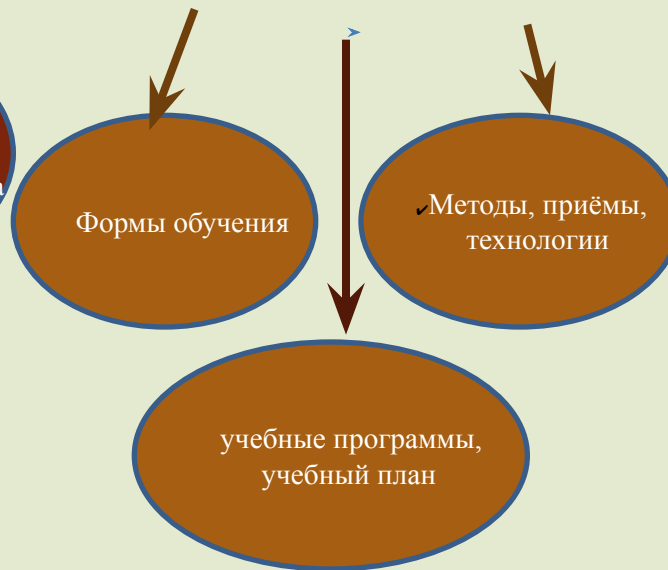 Формы обучения
✔Методы, приёмы,
технологии
учебные программы,
учебный план